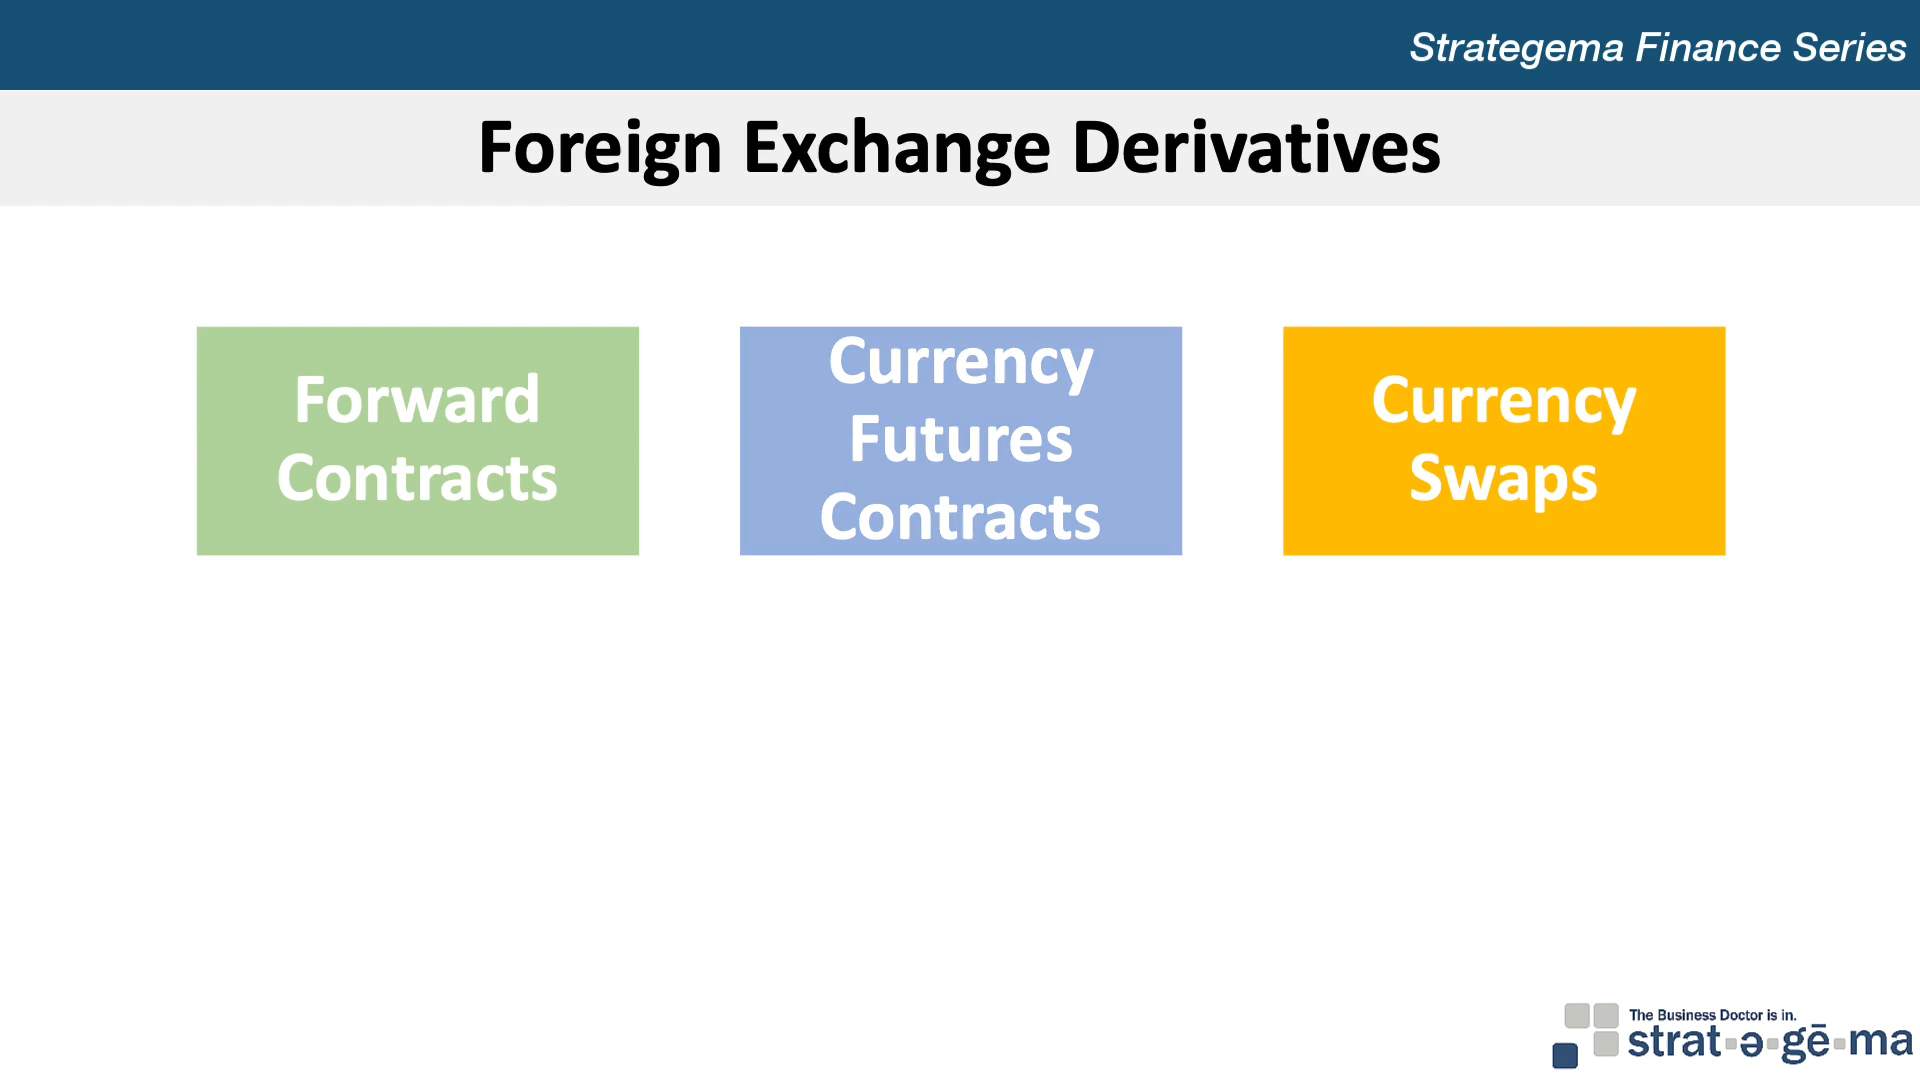 Strategema Finance Series
Foreign Exchange Derivatives
Forward
Contracts
Currency
Futures
Contracts
Currency
Swaps
The Business Doctor is in.
strat▪ə▪gē▪ma